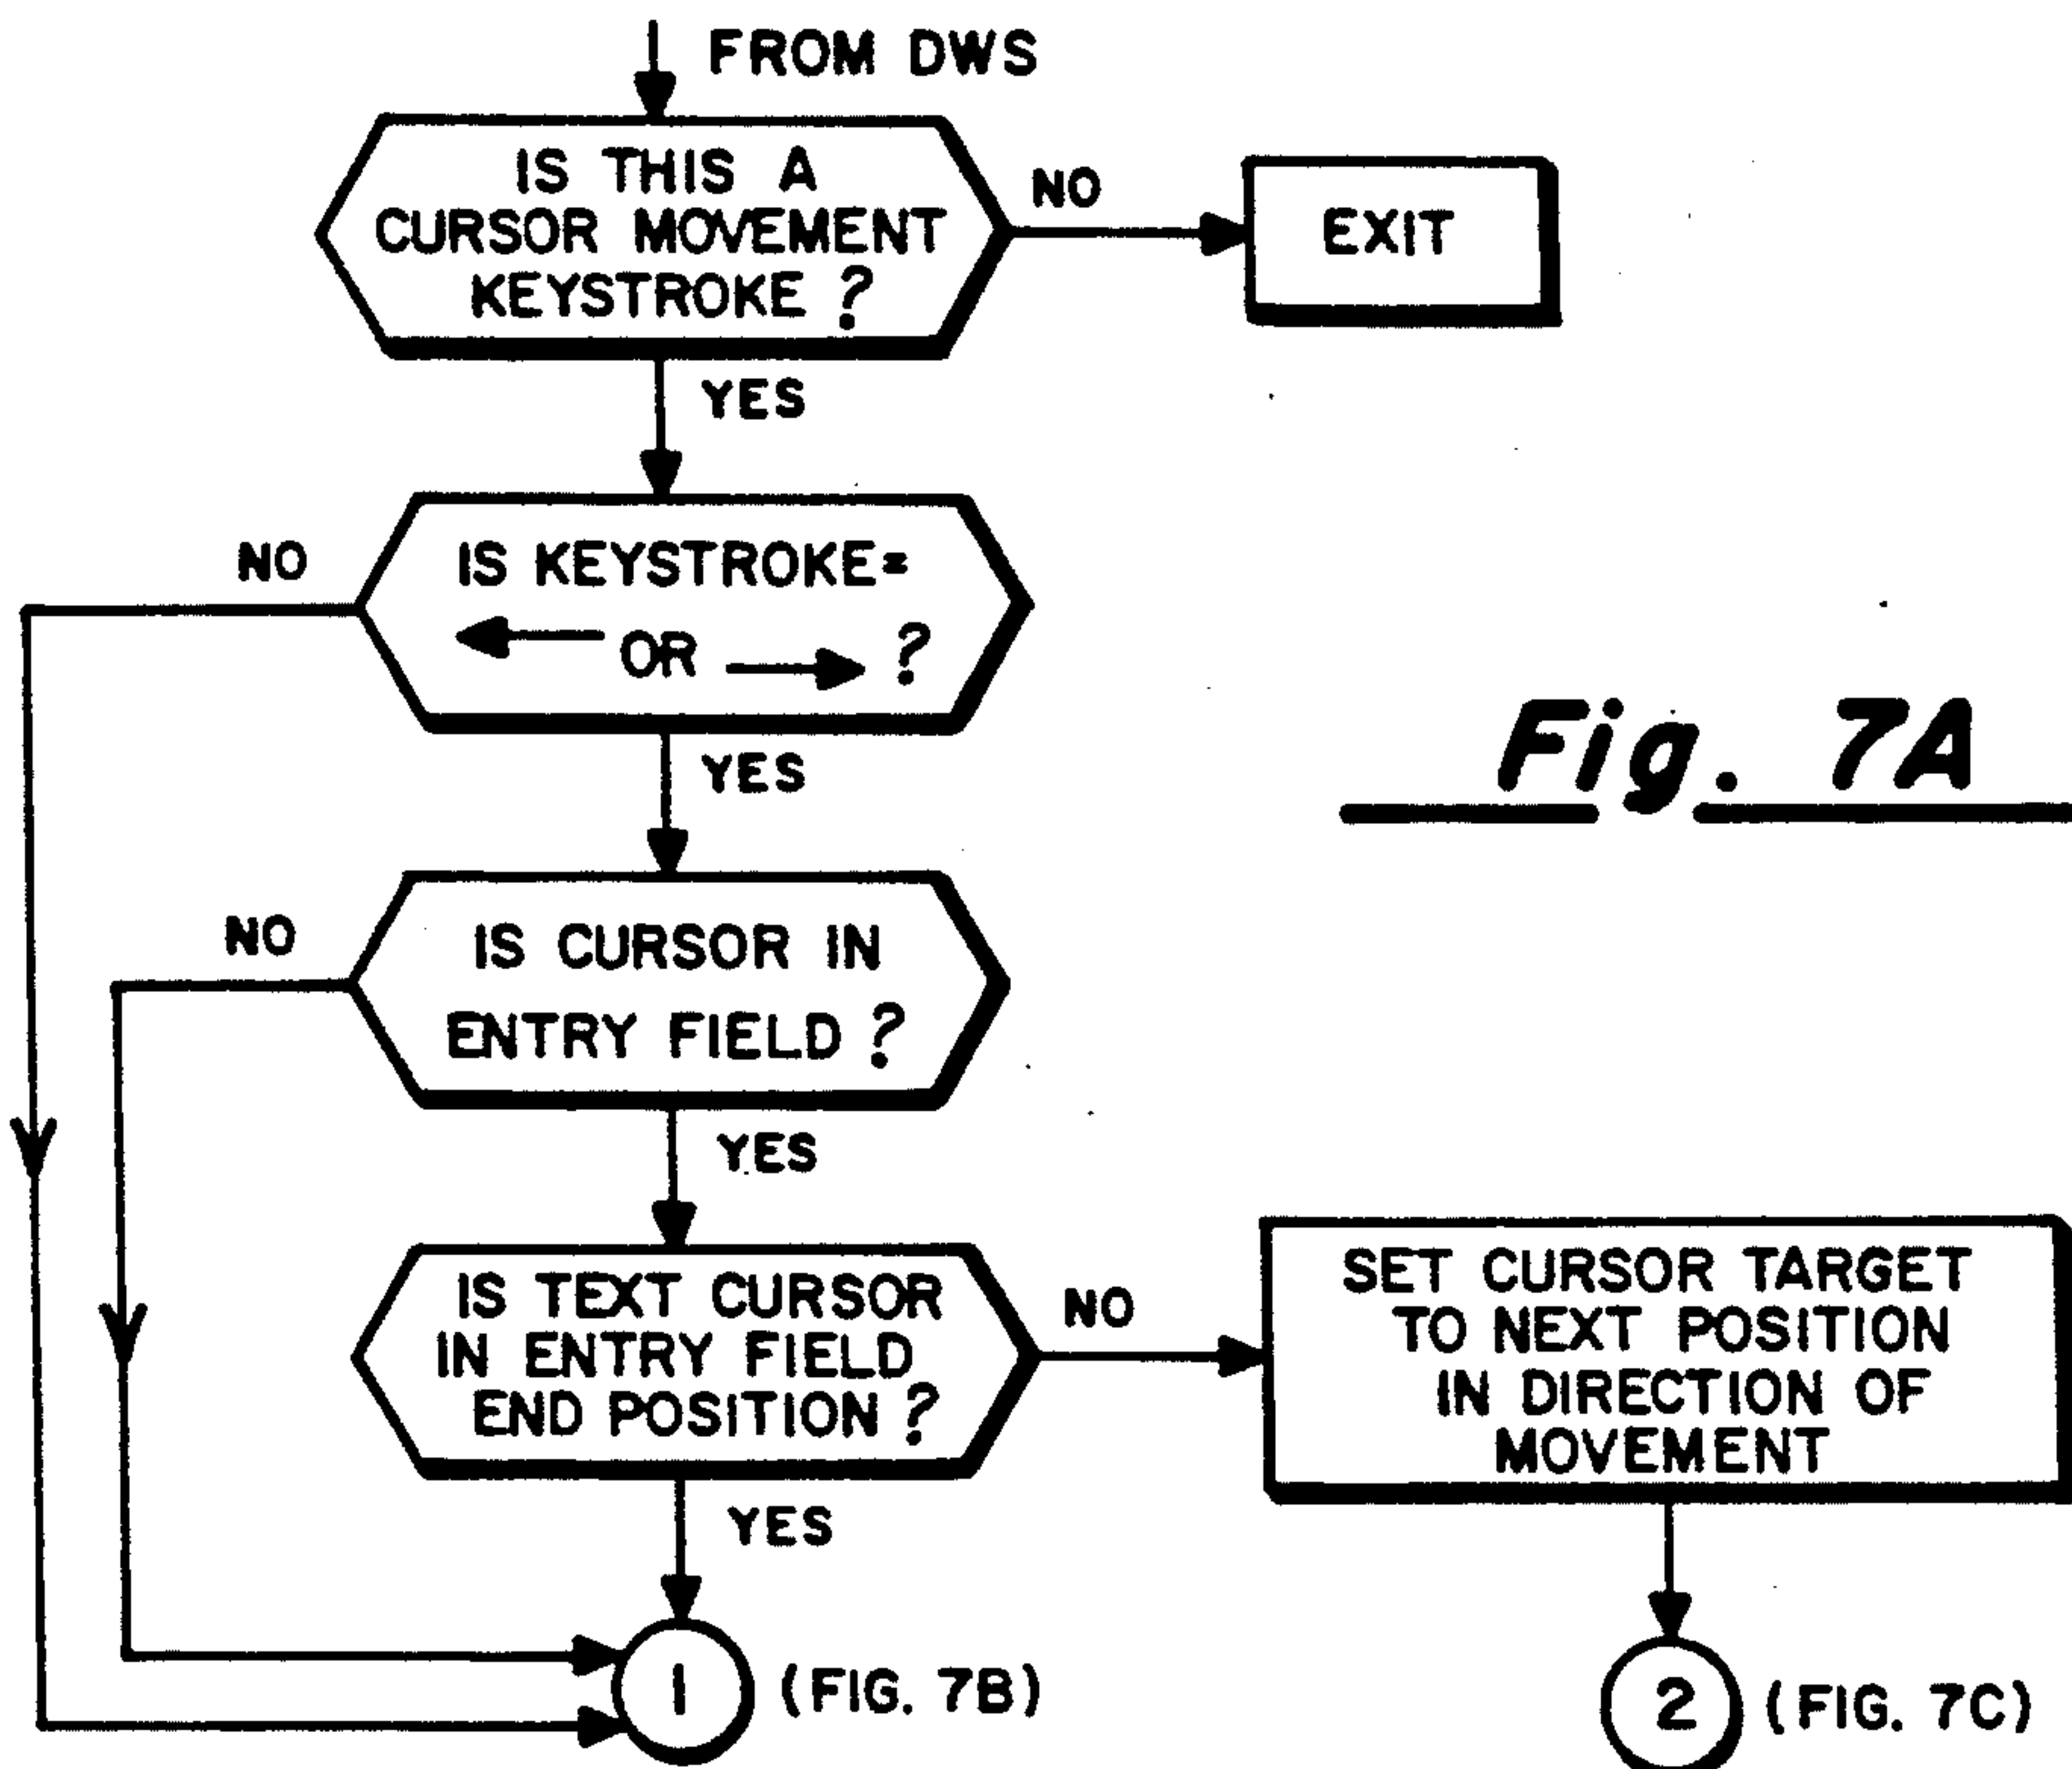 FROM DWS
IS THIS A
CURSOR MOVEMENT
KEYSTROKE ?
NO
EXIT
YES
NO
IS KEYSTROKE=
← OR → ?
YES
Fig. 7A
NO
IS CURSOR IN
ENTRY FIELD ?
YES
IS TEXT CURSOR
IN ENTRY FIELD
END POSITION ?
NO
SET CURSOR TARGET
TO NEXT POSITION
IN DIRECTION OF
MOVEMENT
YES
1 (FIG. 7B)
2 (FIG. 7C)